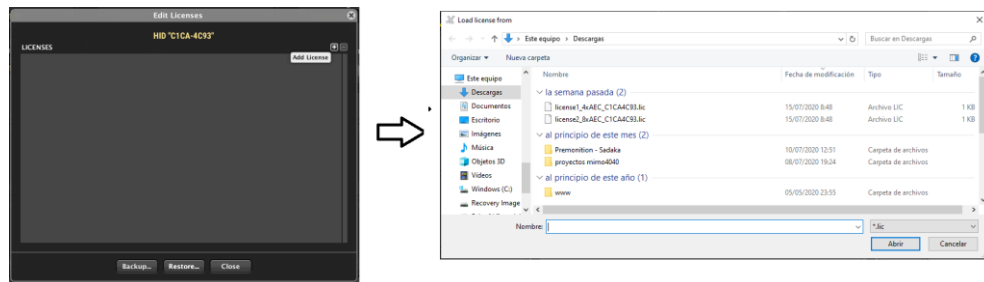 Edit Licenses
HID "C1CA-4C93"
LICENSES
Add License
Backup... Restore... Close
Load license from
Este equipo > Descargas
Buscar en Descargas
Organizar Nueva carpeta
Nombre Fecha de modificación Tipo Tamaño
Este equipo
Descargas
Documentos
Escritorio
Imágenes
Música
Objetos 3D
Vídeos
Windows (C:)
Recovery Image
la semana pasada (2)
license1_4xAEC_C1CA4C93.lic 15/07/2020 8:48 Archivo LIC 1 KB
license2_8xAEC_C1CA4C93.lic 15/07/2020 8:48 Archivo LIC 1 KB
al principio de este mes (2)
Premonition - Sadaka 10/07/2020 12:51 Carpeta de archivos
proyectos mimo4040 08/07/2020 19:24 Carpeta de archivos
al principio de este año (1)
www 05/05/2020 23:55 Carpeta de archivos
Nombre: *.lic
Abrir Cancelar